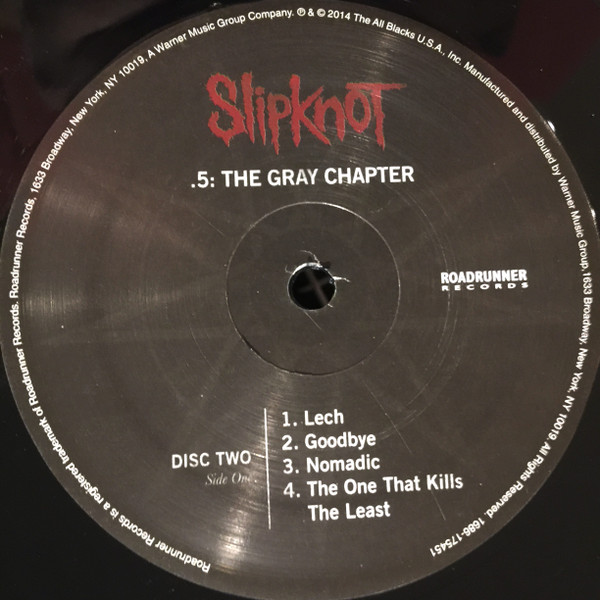 Roadrunner Records is a registered trademark of Roadrunner Records. Roadrunner Records, 1633 Broadway, New York, NY 10019, A Warner Music Group Company. ℗ & © 2014 The All Blacks U.S.A., Inc. Manufactured and distributed by Warner Music Group, 1633 Broadway, New York, NY 10019. All Rights Reserved. 1686-175451
SLIPKNOT
.5: THE GRAY CHAPTER
ROADRUNNER
RECORDS
DISC TWO
Side One
1. Lech
2. Goodbye
3. Nomadic
4. The One That Kills
The Least